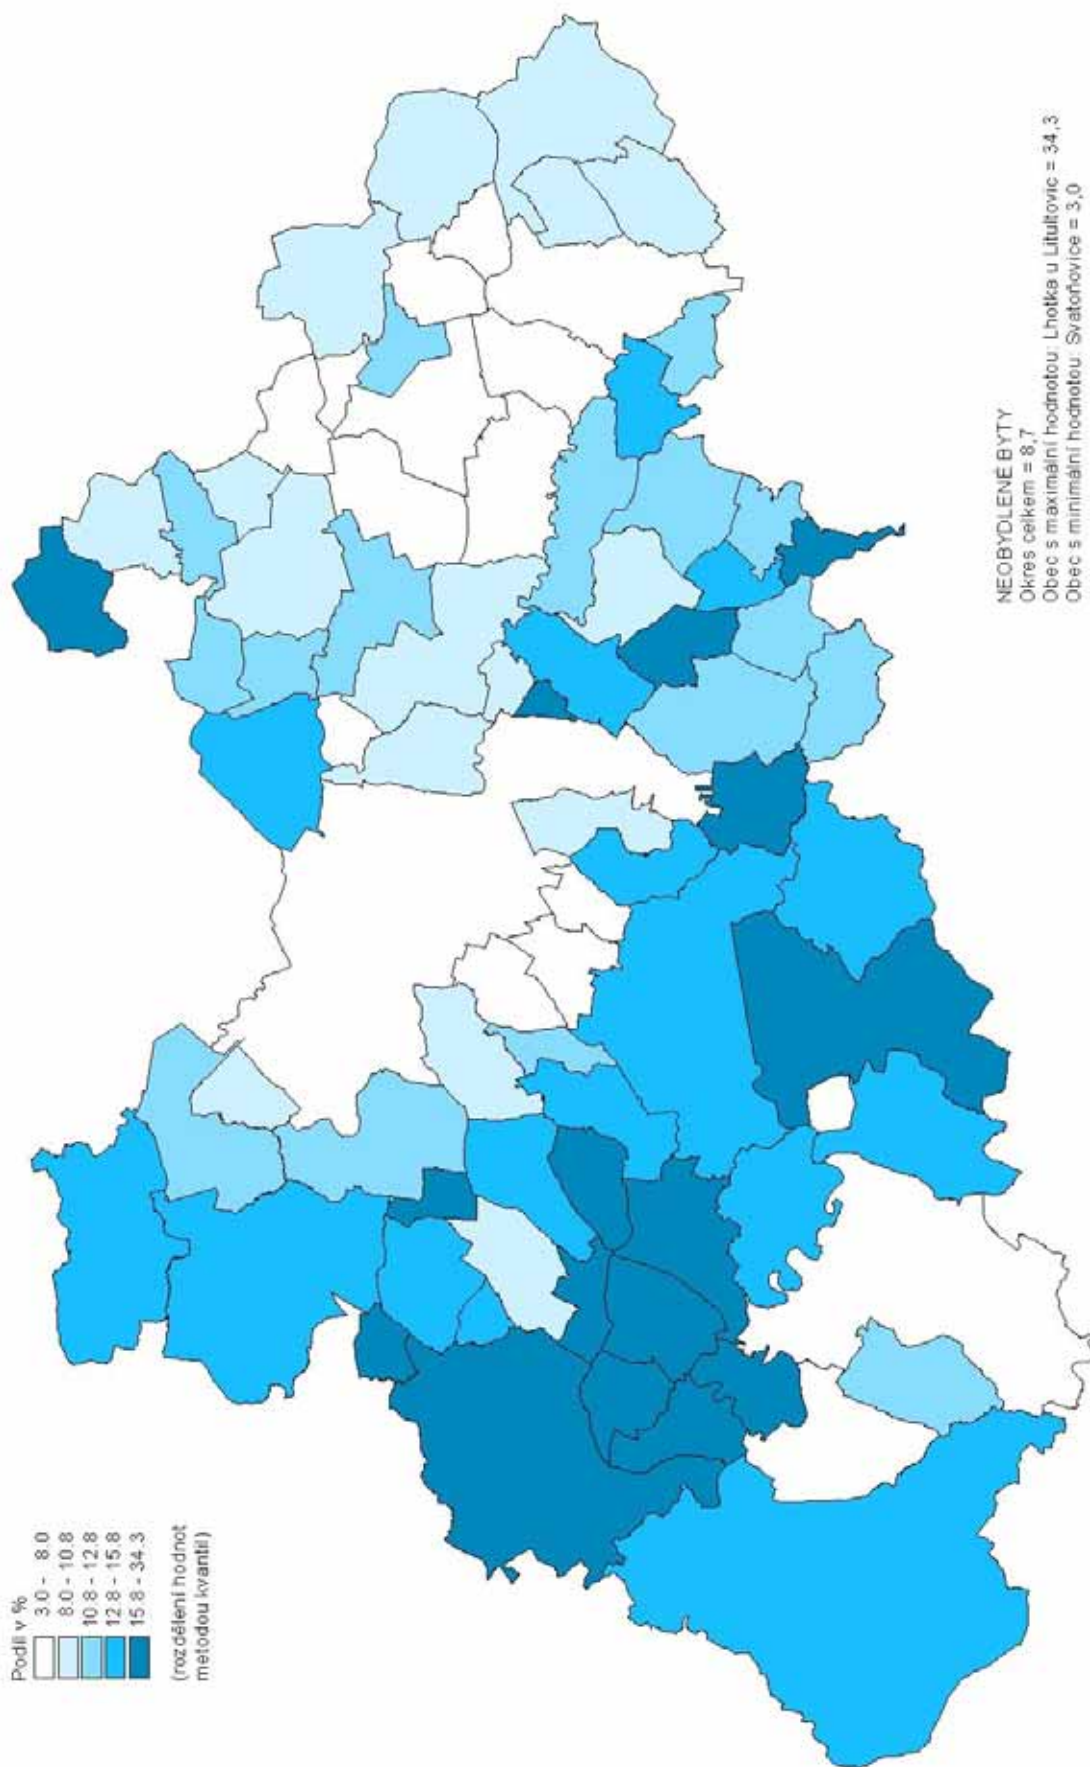 Podíl v %
3.0 - 8.0
8.0 - 10.8
10.8 - 12.8
12.8 - 15.8
15.8 - 34.3
(rozdělení hodnot
metodou kvantil)
NEOBYDLENÉ BYTY
Okres celkem = 8,7
Obec s maximální hodnotou: Lhotka u Litultovic = 34,3
Obec s minimální hodnotou: Svatoňovice = 3,0